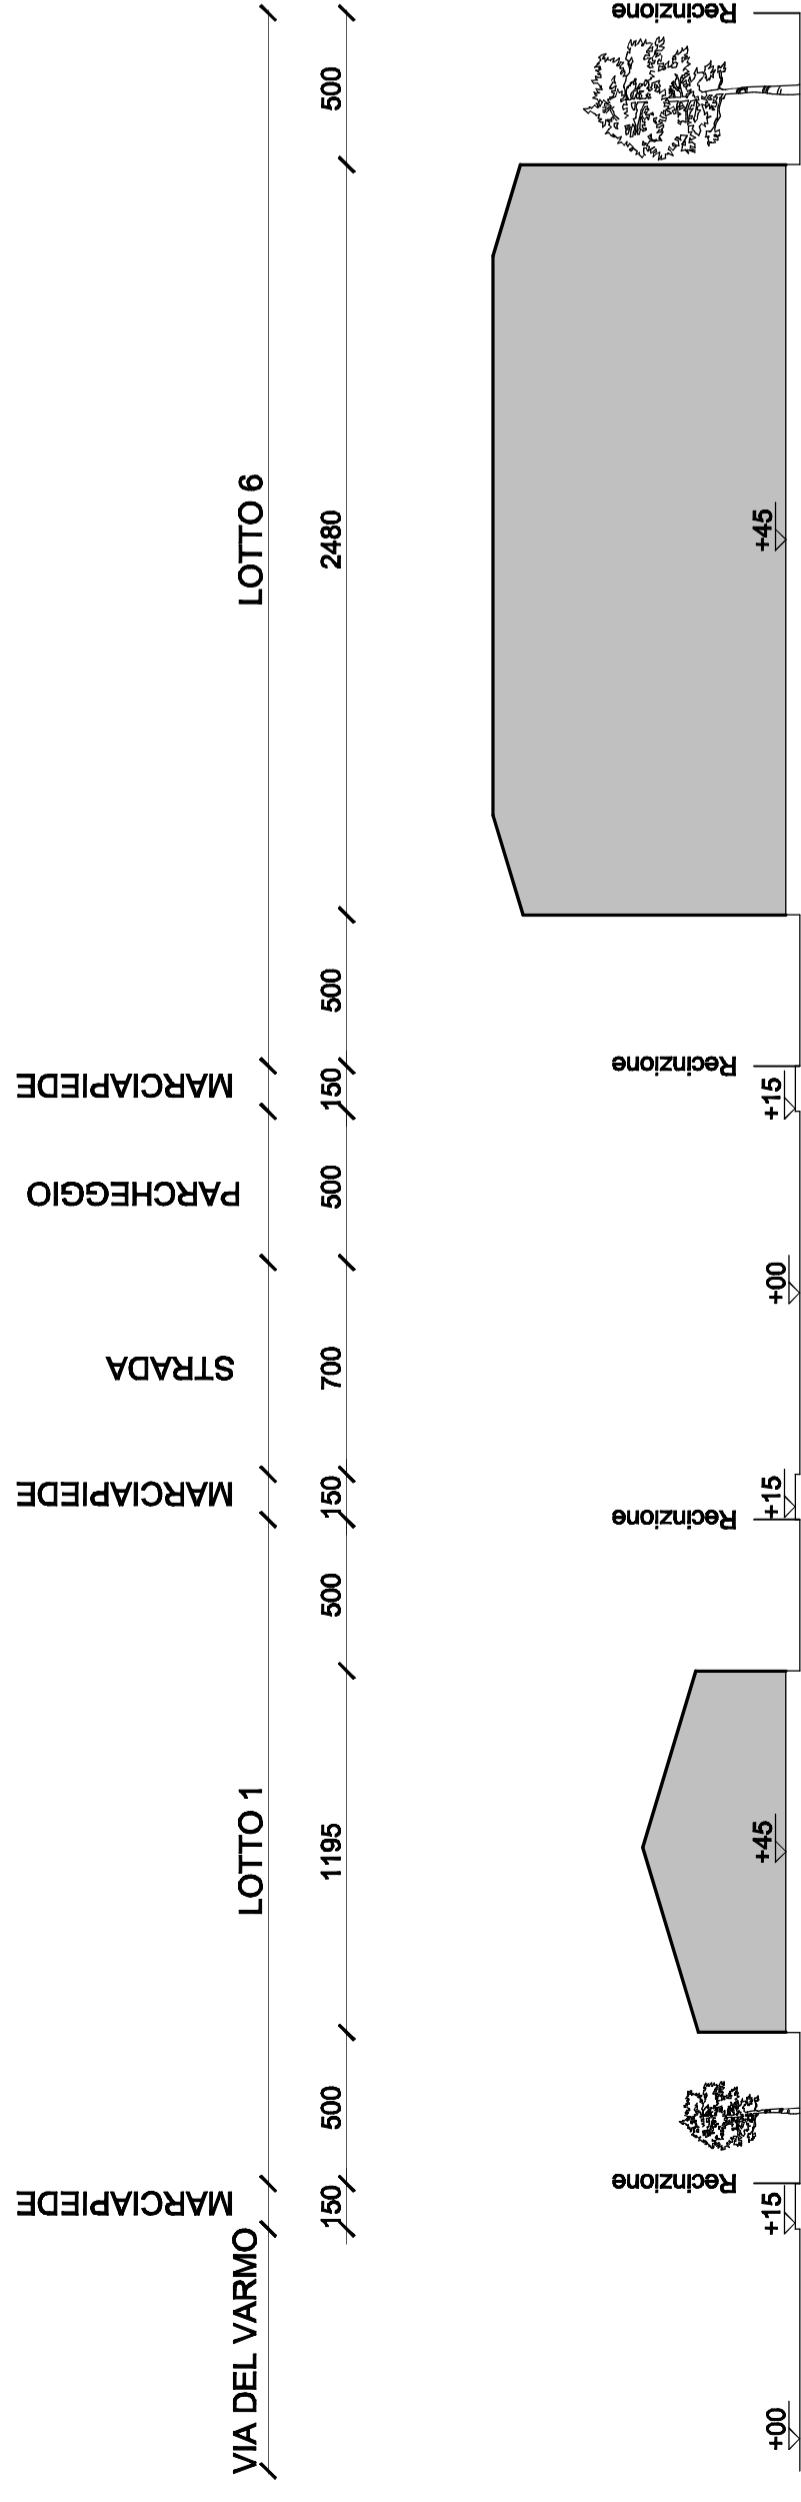 VIA DEL VARMO
MARCIAPIEDE
LOTTO 1
MARCIAPIEDE
STRADA
PARCHEGGIO
MARCIAPIEDE
LOTTO 6
150
500
1195
500
150
700
500
150
500
2480
500
Recinzione
Recinzione
Recinzione
Recinzione
+00
+15
+45
+15
+00
+15
+45